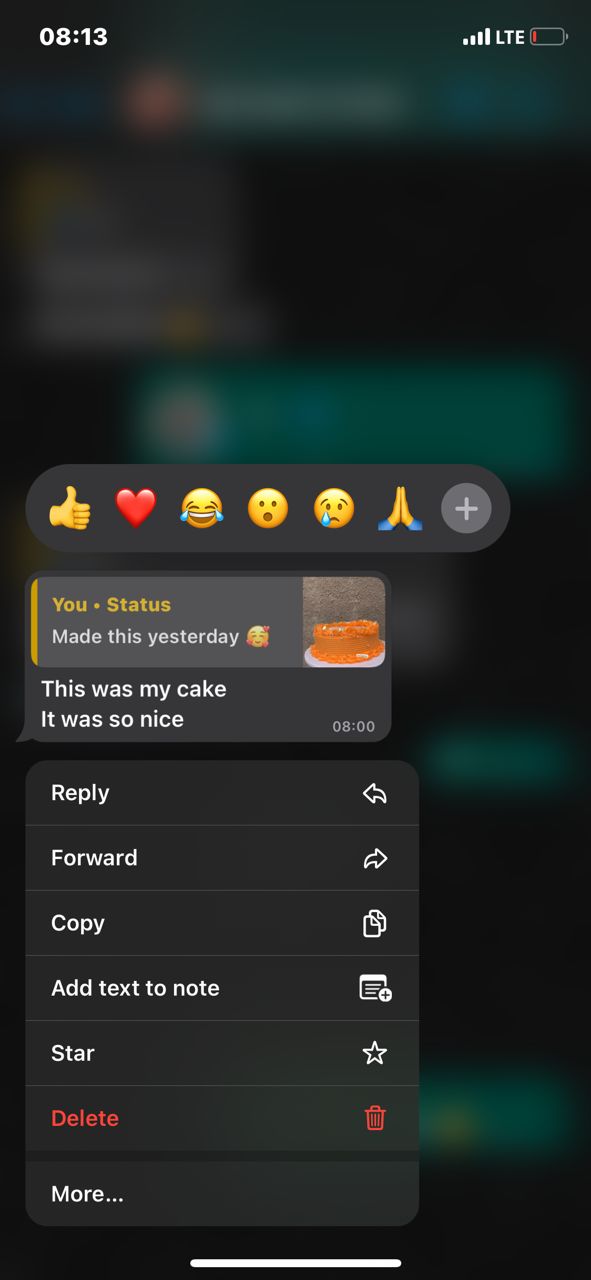 08:13
LTE
You • Status
Made this yesterday 🥰
This was my cake
It was so nice
08:00
Reply
Forward
Copy
Add text to note
Star
Delete
More...